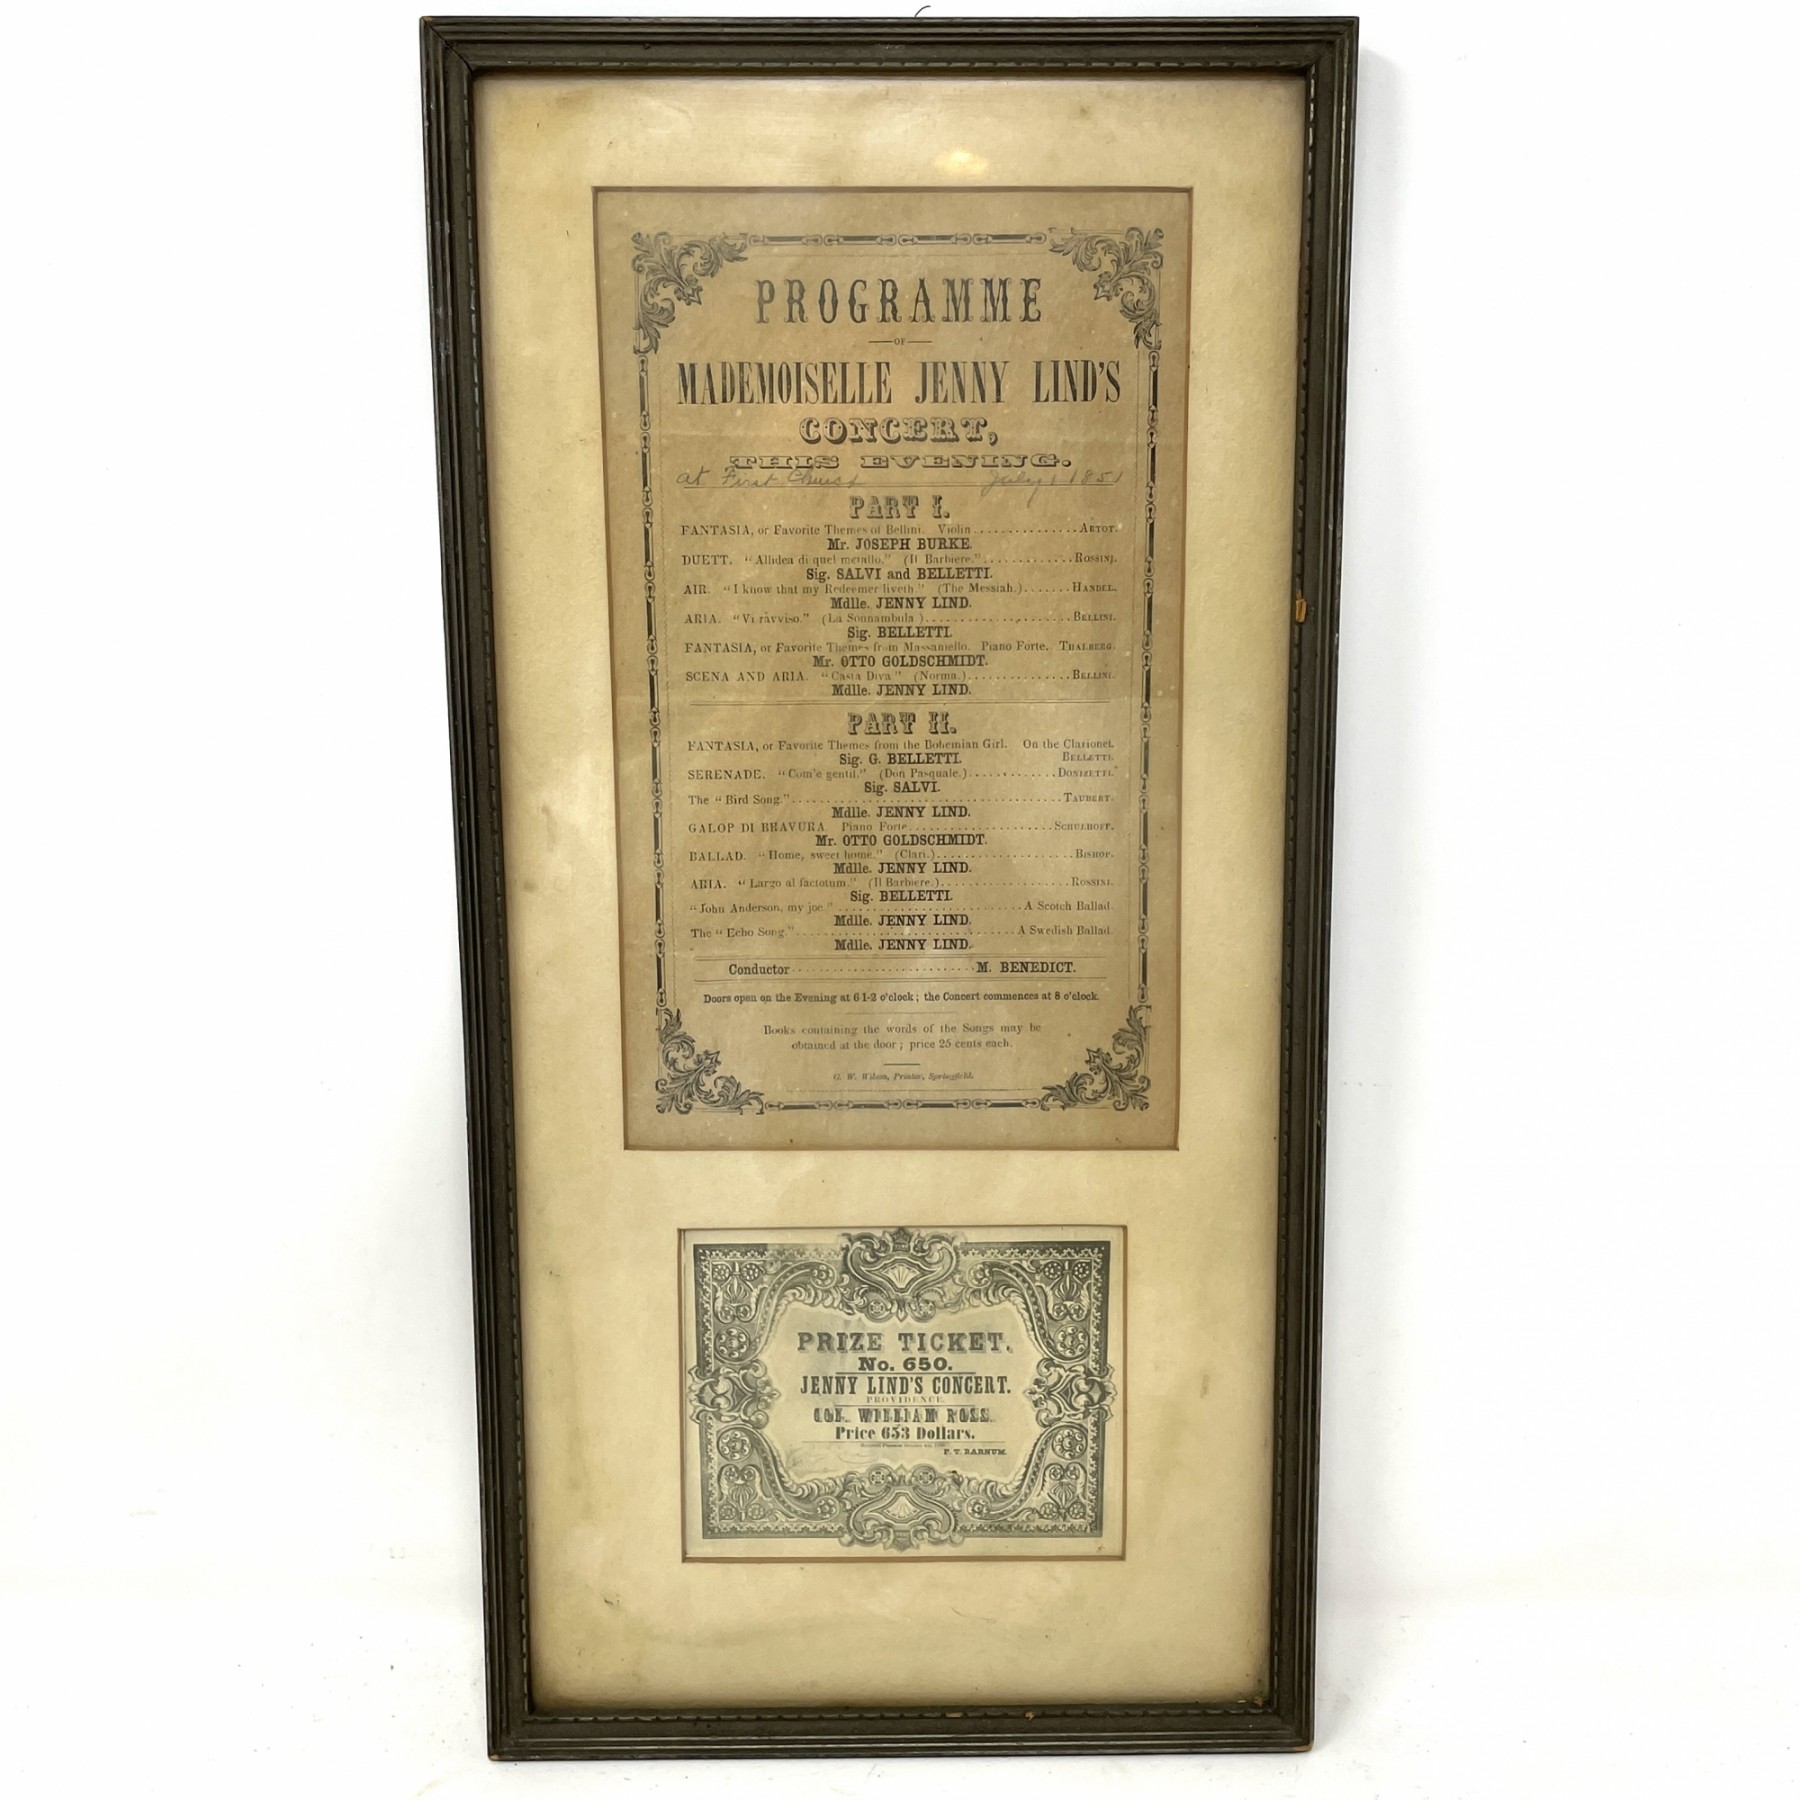 PROGRAMME
OF
MADEMOISELLE JENNY LIND'S
CONCERT,
THIS EVENING.
at First Church July 1 1851
PART I.
FANTASIA, or Favorite Themes of Bellini. Violin...............ARTOT.
Mr. JOSEPH BURKE.
DUETT. "Allidea di quel metallo." (Il Barbiere.".............ROSSINI.
Sig. SALVI and BELLETTI.
AIR. "I know that my Redeemer liveth" (The Messiah.).......HANDEL.
Mdlle. JENNY LIND.
ARIA. "Vi ravviso." (La Sonnambula )......................BELLINI.
Sig. BELLETTI.
FANTASIA, or Favorite Themes from Massaniello. Piano Forte. THALBERG.
Mr. OTTO GOLDSCHMIDT.
SCENA AND ARIA. "Casta Diva" (Norma.)...............BELLINI.
Mdlle. JENNY LIND.
PART II.
FANTASIA, or Favorite Themes from the Bohemian Girl. On the Clarionet.
Sig. G. BELLETTI. BELLETTI.
SERENADE. "Com'e gentil." (Don Pasquale.)............DONIZETTI.
Sig. SALVI.
The "Bird Song."........................................TAUBERT.
Mdlle. JENNY LIND.
GALOP DI BRAVURA. Piano Forte.....................SCHULHOFF.
Mr. OTTO GOLDSCHMIDT.
BALLAD. "Home, sweet home." (Clari.)....................BISHOP.
Mdlle. JENNY LIND.
ARIA. "Largo al factotum." (Il Barbiere.)...................ROSSINI.
Sig. BELLETTI.
"John Anderson, my joe." ...........................A Scotch Ballad.
Mdlle. JENNY LIND.
The "Echo Song."................................A Swedish Ballad.
Mdlle. JENNY LIND.
Conductor..........................M. BENEDICT.
Doors open on the Evening at 6 1-2 o'clock; the Concert commences at 8 o'clock.
Books containing the words of the Songs may be
obtained at the door; price 25 cents each.
G. W. Wilson, Printer, Springfield.
PRIZE TICKET.
No. 650.
JENNY LIND'S CONCERT.
PROVIDENCE.
COL. WILLIAM ROSS.
Price 653 Dollars.
P. T. BARNUM.